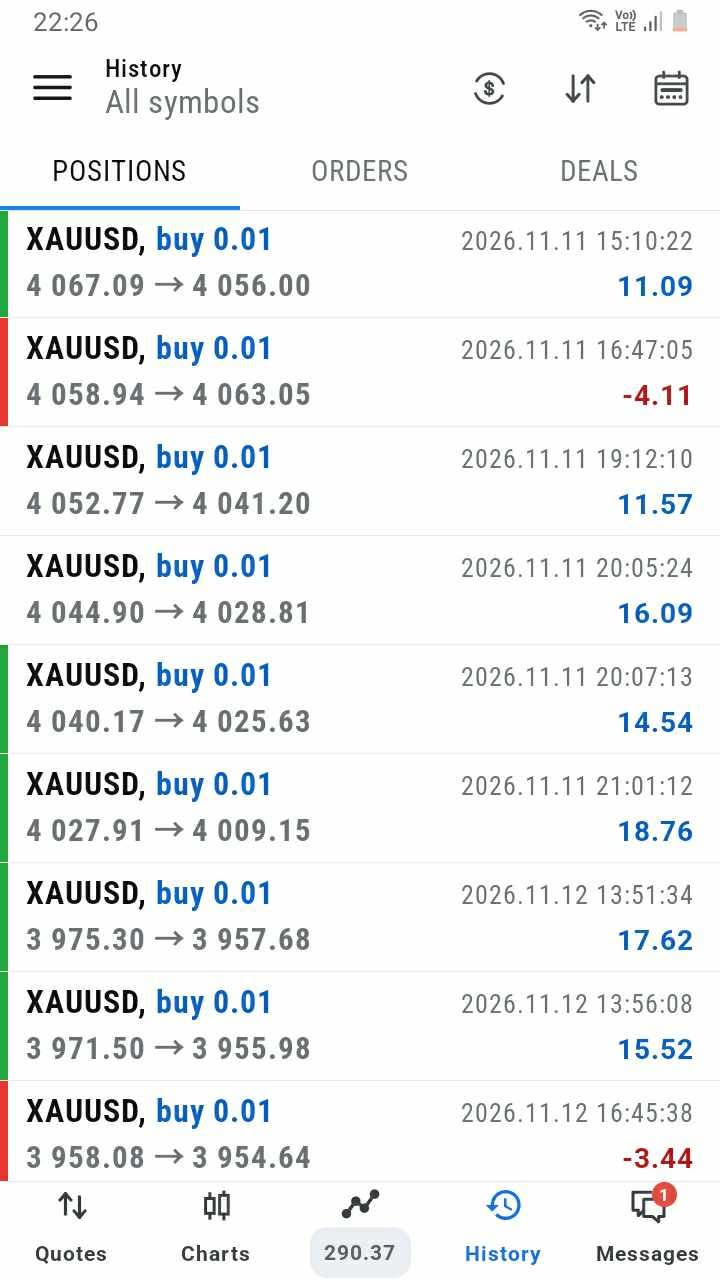 22:26
Vo))
LTE
History
All symbols
$
POSITIONS ORDERS DEALS
XAUUSD, buy 0.01 2026.11.11 15:10:22
4 067.09 → 4 056.00 11.09
XAUUSD, buy 0.01 2026.11.11 16:47:05
4 058.94 → 4 063.05 -4.11
XAUUSD, buy 0.01 2026.11.11 19:12:10
4 052.77 → 4 041.20 11.57
XAUUSD, buy 0.01 2026.11.11 20:05:24
4 044.90 → 4 028.81 16.09
XAUUSD, buy 0.01 2026.11.11 20:07:13
4 040.17 → 4 025.63 14.54
XAUUSD, buy 0.01 2026.11.11 21:01:12
4 027.91 → 4 009.15 18.76
XAUUSD, buy 0.01 2026.11.12 13:51:34
3 975.30 → 3 957.68 17.62
XAUUSD, buy 0.01 2026.11.12 13:56:08
3 971.50 → 3 955.98 15.52
XAUUSD, buy 0.01 2026.11.12 16:45:38
3 958.08 → 3 954.64 -3.44
1
Quotes Charts 290.37 History Messages